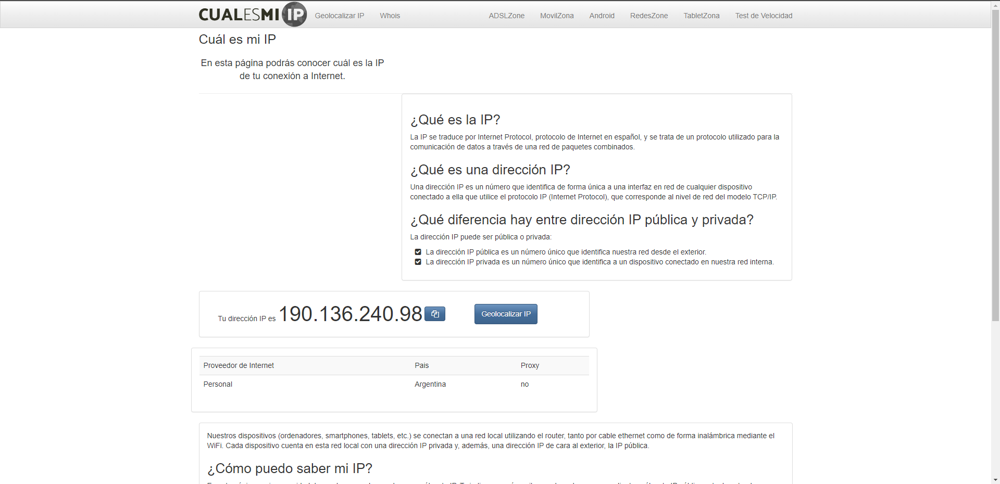 CUALESMI IP
Geolocalizar IP
Whois
ADSLZone
MovilZona
Android
RedesZone
TabletZona
Test de Velocidad
Cuál es mi IP
En esta página podrás conocer cuál es la IP
de tu conexión a Internet.
¿Qué es la IP?
La IP se traduce por Internet Protocol, protocolo de Internet en español, y se trata de un protocolo utilizado para la
comunicación de datos a través de una red de paquetes combinados.
¿Qué es una dirección IP?
Una dirección IP es un número que identifica de forma única a una interfaz en red de cualquier dispositivo
conectado a ella que utilice el protocolo IP (Internet Protocol), que corresponde al nivel de red del modelo TCP/IP.
¿Qué diferencia hay entre dirección IP pública y privada?
La dirección IP puede ser pública o privada:
La dirección IP pública es un número único que identifica nuestra red desde el exterior.
La dirección IP privada es un número único que identifica a un dispositivo conectado en nuestra red interna.
Tu dirección IP es 190.136.240.98
Geolocalizar IP
Proveedor de Internet
Pais
Proxy
Personal
Argentina
no
Nuestros dispositivos (ordenadores, smartphones, tablets, etc.) se conectan a una red local utilizando el router, tanto por cable ethernet como de forma inalámbrica mediante el
WiFi. Cada dispositivo cuenta en esta red local con una dirección IP privada y, además, una dirección IP de cara al exterior, la IP pública.
¿Cómo puedo saber mi IP?